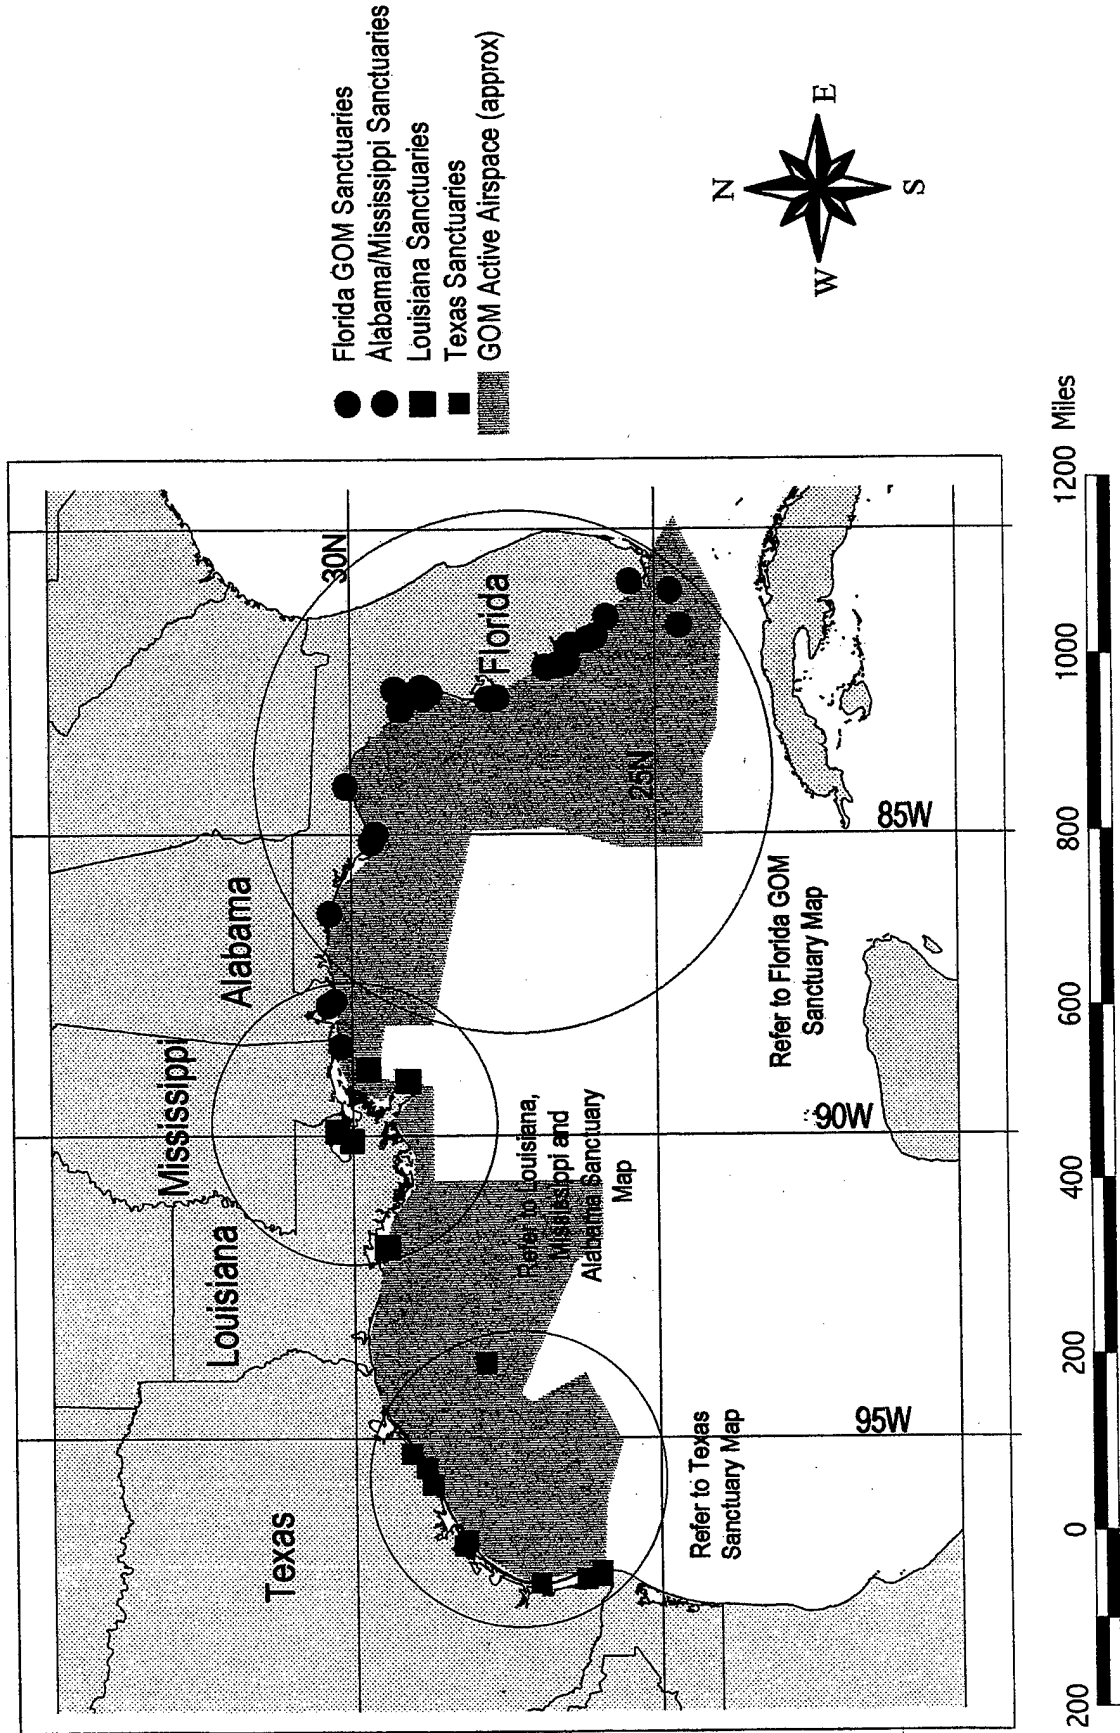 Florida GOM Sanctuaries
Alabama/Mississippi Sanctuaries
Louisiana Sanctuaries
Texas Sanctuaries
GOM Active Airspace (approx)
N
W
E
S
Texas
Louisiana
Mississippi
Alabama
Florida
30N
25N
95W
90W
85W
Refer to Texas
Sanctuary Map
Refer to Louisiana,
Mississippi and
Alabama Sanctuary
Map
Refer to Florida GOM
Sanctuary Map
200 0 200 400 600 800 1000 1200 Miles